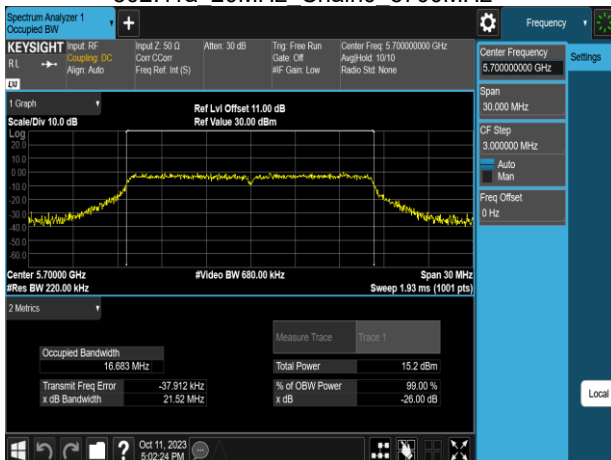 Spectrum Analyzer 1
Occupied BW
Frequency
KEYSIGHT
RL
LXI
Input: RF
Coupling: DC
Align: Auto
Input Z: 50 Ω
Corr CCorr
Freq Ref: Int (S)
Atten: 30 dB
Trig: Free Run
Gate: Off
#IF Gain: Low
Center Freq: 5.700000000 GHz
Avg|Hold: 10/10
Radio Std: None
Center Frequency
5.700000000 GHz
Settings
Span
30.000 MHz
CF Step
3.000000 MHz
Auto
Man
Freq Offset
0 Hz
Local
1 Graph
Scale/Div 10.0 dB
Ref Lvl Offset 11.00 dB
Ref Value 30.00 dBm
Log
20.0
10.0
0.00
-10.0
-20.0
-30.0
-40.0
-50.0
-60.0
Center 5.70000 GHz
#Video BW 680.00 kHz
Span 30 MHz
#Res BW 220.00 kHz
Sweep 1.93 ms (1001 pts)
2 Metrics
Measure Trace
Trace 1
Occupied Bandwidth
16.683 MHz
Total Power
15.2 dBm
Transmit Freq Error
-37.912 kHz
% of OBW Power
99.00 %
x dB Bandwidth
21.52 MHz
x dB
-26.00 dB
?
Oct 11, 2023
5:02:24 PM